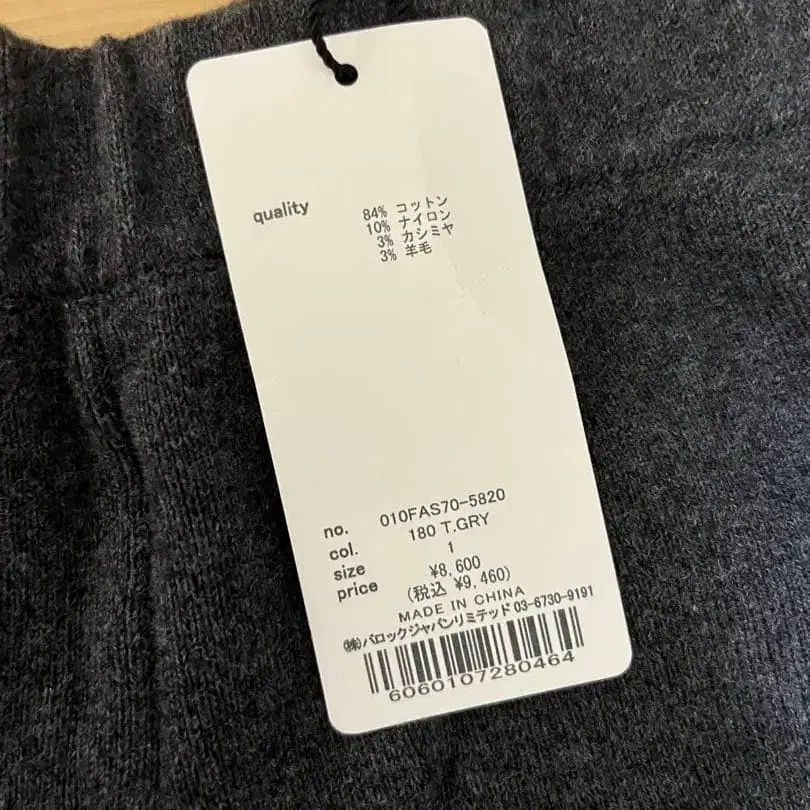 quality
84% コットン
10% ナイロン
3% カシミヤ
3% 羊毛
no. 010FAS70-5820
col. 180 T.GRY
size 1
price ¥8,600
(税込 ¥9,460)
MADE IN CHINA
㈱バロックジャパンリミテッド 03-6730-9191
6060107280464